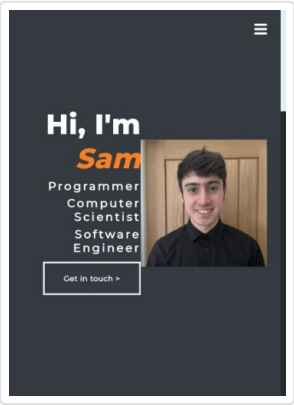 Hi, I'm
Sam
Programmer
Computer
Scientist
Software
Engineer
Get in touch >